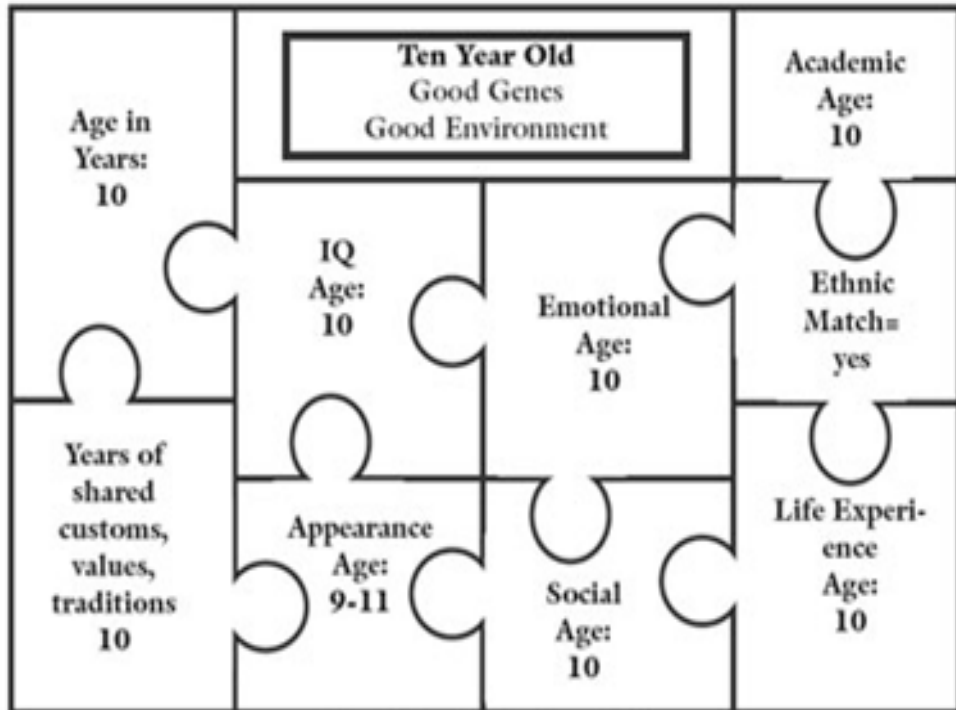 Ten Year Old
Good Genes
Good Environment
Age in
Years:
10
Academic
Age:
10
IQ
Age:
10
Emotional
Age:
10
Ethnic
Match=
yes
Years of
shared
customs,
values,
traditions
10
Appearance
Age:
9-11
Social
Age:
10
Life Experi-
ence
Age:
10